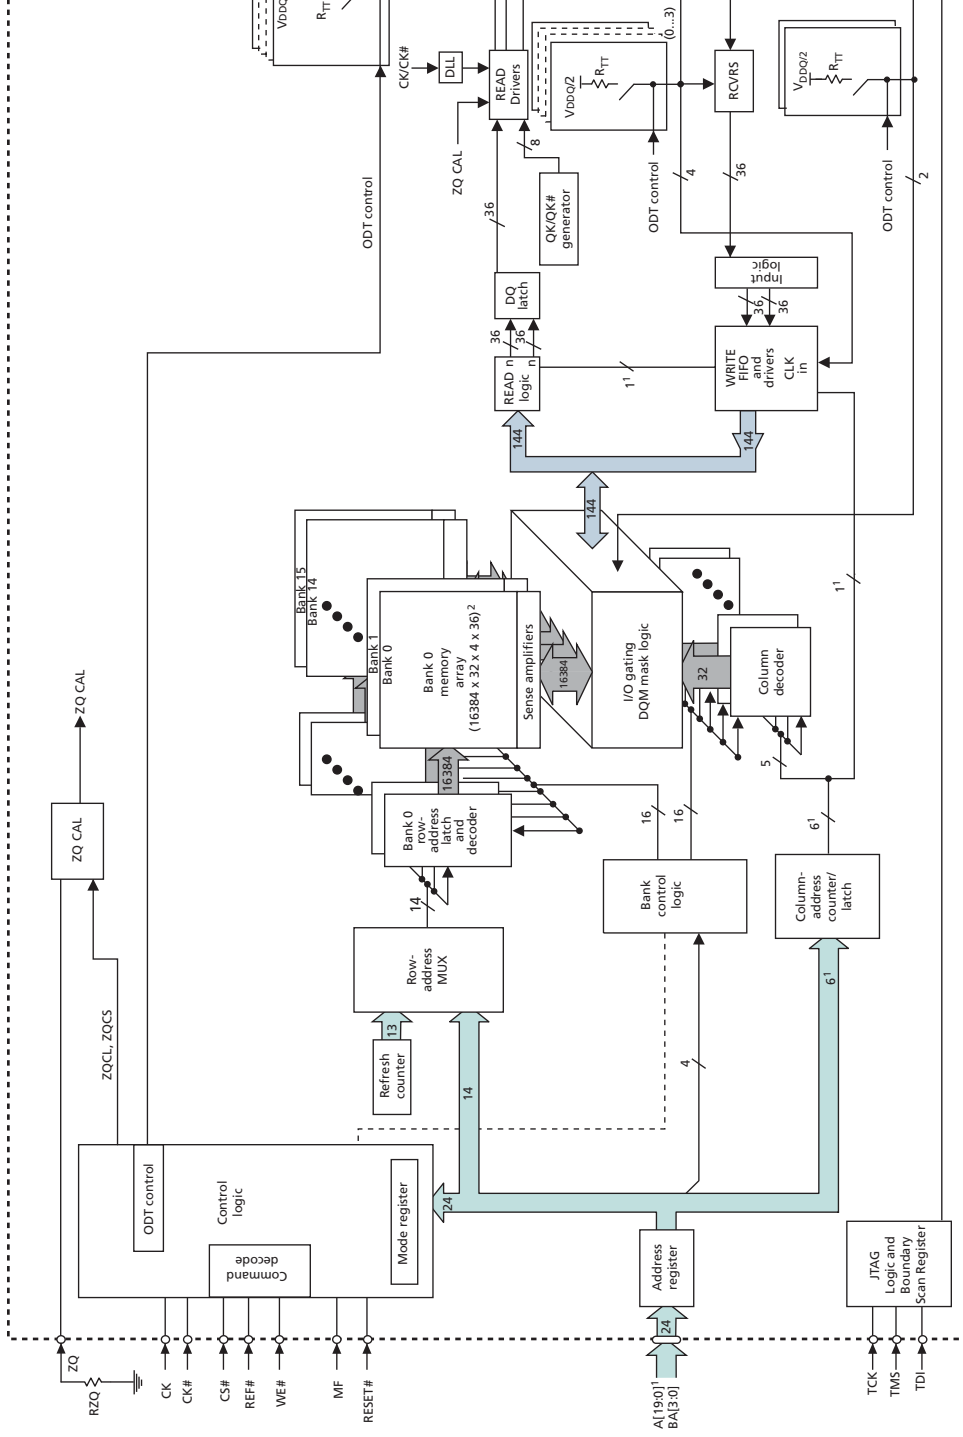 ZQ
RZQ
CK
CK#
CS#
REF#
WE#
MF
RESET#
A[19:0]1
BA[3:0]
24
TCK
TMS
TDI
ODT control
Control
logic
Command
decode
Mode register
24
Address
register
JTAG
Logic and
Boundary
Scan Register
ZQCL, ZQCS
ZQ CAL
ZQ CAL
Refresh
counter
13
14
4
61
Row-
address
MUX
Bank
control
logic
Column-
address
counter/
latch
14
16
16
61
5
Bank 0
row-
address
latch
and
decoder
16384
Bank 15
Bank 14
Bank 1
Bank 0
Bank 0
memory
array
(16384 x 32 x 4 x 36)2
Sense amplifiers
16384
I/O gating
DQM mask logic
32
Column
decoder
11
144
144
144
READ n
logic n
36
36
DQ
latch
11
WRITE
FIFO
and
drivers
CLK
in
36
36
Input
logic
36
36
QK/QK#
generator
8
ODT control
ODT control
4
ODT control
2
ZQ CAL
CK/CK#
DLL
READ
Drivers
VDDQ/2
RTT
(0...3)
RCVRS
VDDQ/2
RTT
VDDQ
RTT